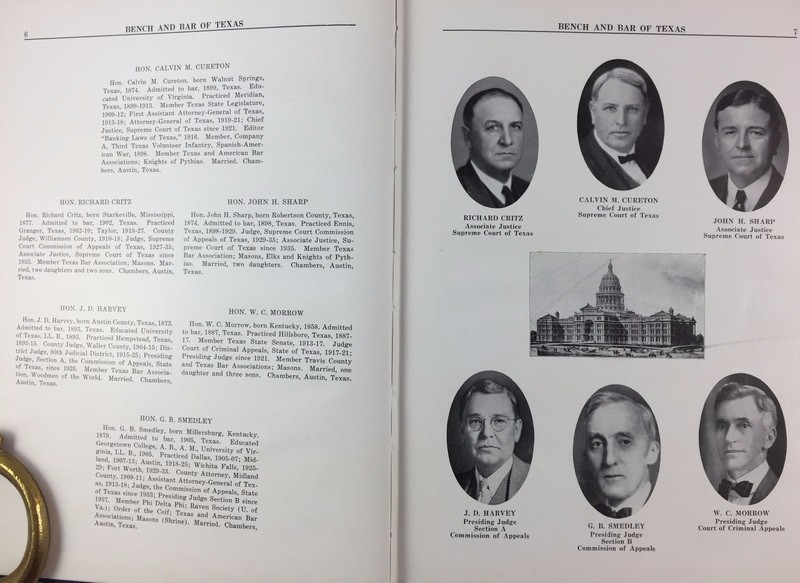 6
BENCH AND BAR OF TEXAS
HON. CALVIN M. CURETON
Hon. Calvin M. Cureton, born Walnut Springs,
Texas, 1874. Admitted to bar, 1899, Texas. Edu-
cated University of Virginia. Practiced Meridian,
Texas, 1899-1913. Member Texas State Legislature,
1909-12; First Assistant Attorney-General of Texas,
1913-18; Attorney-General of Texas, 1919-21; Chief
Justice, Supreme Court of Texas since 1921. Editor
"Banking Laws of Texas," 1916. Member, Company
A, Third Texas Volunteer Infantry, Spanish-Amer-
ican War, 1898. Member Texas and American Bar
Associations; Knights of Pythias. Married. Cham-
bers, Austin, Texas.
HON. RICHARD CRITZ
Hon. Richard Critz, born Starkeville, Mississippi,
1877. Admitted to bar, 1902, Texas. Practiced
Granger, Texas, 1902-10; Taylor, 1918-27. County
Judge, Williamson County, 1910-18; Judge, Supreme
Court Commission of Appeals of Texas, 1927-35;
Associate Justice, Supreme Court of Texas since
1935. Member Texas Bar Association; Masons. Mar-
ried, two daughters and two sons. Chambers, Austin,
Texas.
HON. JOHN H. SHARP
Hon. John H. Sharp, born Robertson County, Texas,
1874. Admitted to bar, 1898, Texas. Practiced Ennis,
Texas, 1898-1929. Judge, Supreme Court Commission
of Appeals of Texas, 1929-35; Associate Justice, Su-
preme Court of Texas since 1935. Member Texas
Bar Association; Masons, Elks and Knights of Pyth-
ias. Married, two daughters. Chambers, Austin,
Texas.
HON. J. D. HARVEY
Hon. J. D. Harvey, born Austin County, Texas, 1873.
Admitted to bar, 1893, Texas. Educated University
of Texas, LL. B., 1893. Practiced Hempstead, Texas,
1893-15. County Judge, Waller County, 1904-15; Dis-
trict Judge, 80th Judicial District, 1915-25; Presiding
Judge, Section A, the Commission of Appeals, State
of Texas, since 1925. Member Texas Bar Associa-
tion, Woodmen of the World. Married. Chambers,
Austin, Texas.
HON. W. C. MORROW
Hon. W. C. Morrow, born Kentucky, 1858. Admitted
to bar, 1887, Texas. Practiced Hillsboro, Texas, 1887-
17. Member Texas State Senate, 1913-17. Judge
Court of Criminal Appeals, State of Texas, 1917-21;
Presiding Judge since 1921. Member Travis County
and Texas Bar Associations; Masons. Married, one
daughter and three sons. Chambers, Austin, Texas.
HON. G. B. SMEDLEY
Hon. G. B. Smedley, born Millersburg, Kentucky,
1879. Admitted to bar, 1905, Texas. Educated
Georgetown College, A. B., A. M., University of Vir-
ginia, LL. B., 1905. Practiced Dallas, 1905-07; Mid-
land, 1907-13; Austin, 1918-25; Wichita Falls, 1925-
29; Fort Worth, 1929-33. County Attorney, Midland
County, 1909-11; Assistant Attorney-General of Tex-
as, 1913-18; Judge, the Commission of Appeals, State
of Texas since 1933; Presiding Judge Section B since
1937. Member Phi Delta Phi; Raven Society (U. of
Va.); Order of the Coif; Texas and American Bar
Associations; Masons (Shrine). Married. Chambers,
Austin, Texas.
BENCH AND BAR OF TEXAS
7
RICHARD CRITZ
Associate Justice
Supreme Court of Texas
CALVIN M. CURETON
Chief Justice
Supreme Court of Texas
JOHN H. SHARP
Associate Justice
Supreme Court of Texas
J. D. HARVEY
Presiding Judge
Section A
Commission of Appeals
G. B. SMEDLEY
Presiding Judge
Section B
Commission of Appeals
W. C. MORROW
Presiding Judge
Court of Criminal Appeals